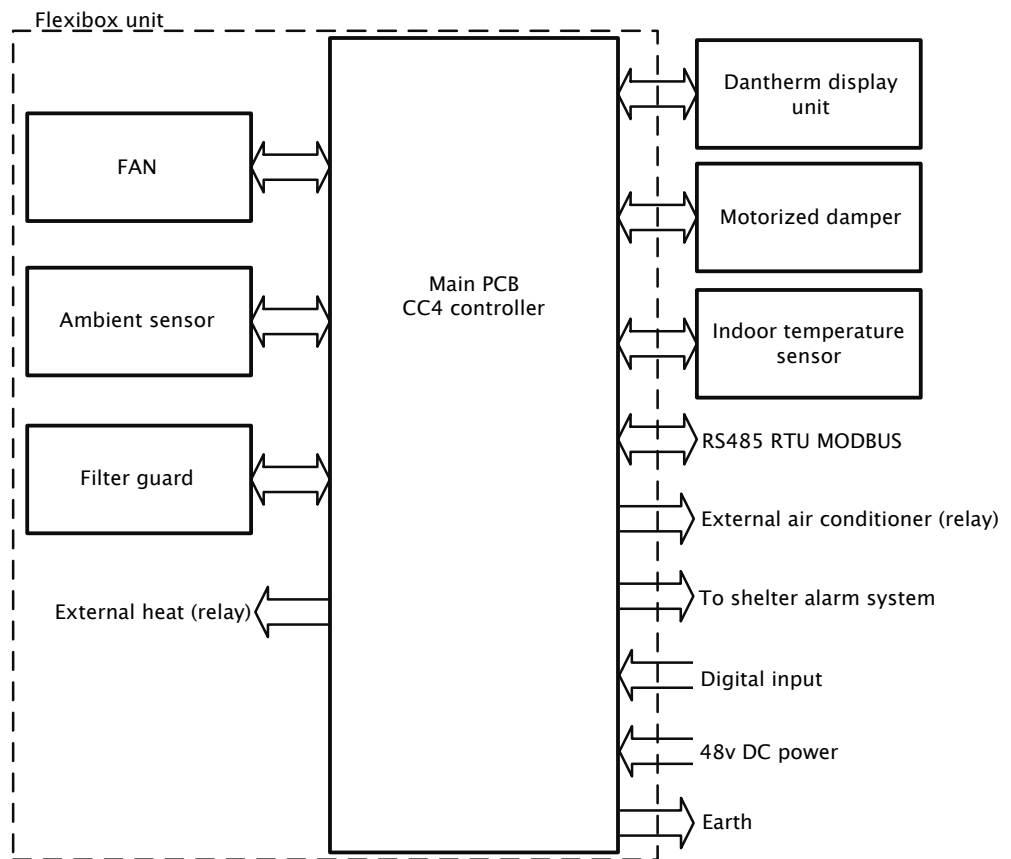 Flexibox unit
FAN
Ambient sensor
Filter guard
External heat (relay)
Main PCB
CC4 controller
Dantherm display
unit
Motorized damper
Indoor temperature
sensor
RS485 RTU MODBUS
External air conditioner (relay)
To shelter alarm system
Digital input
48v DC power
Earth